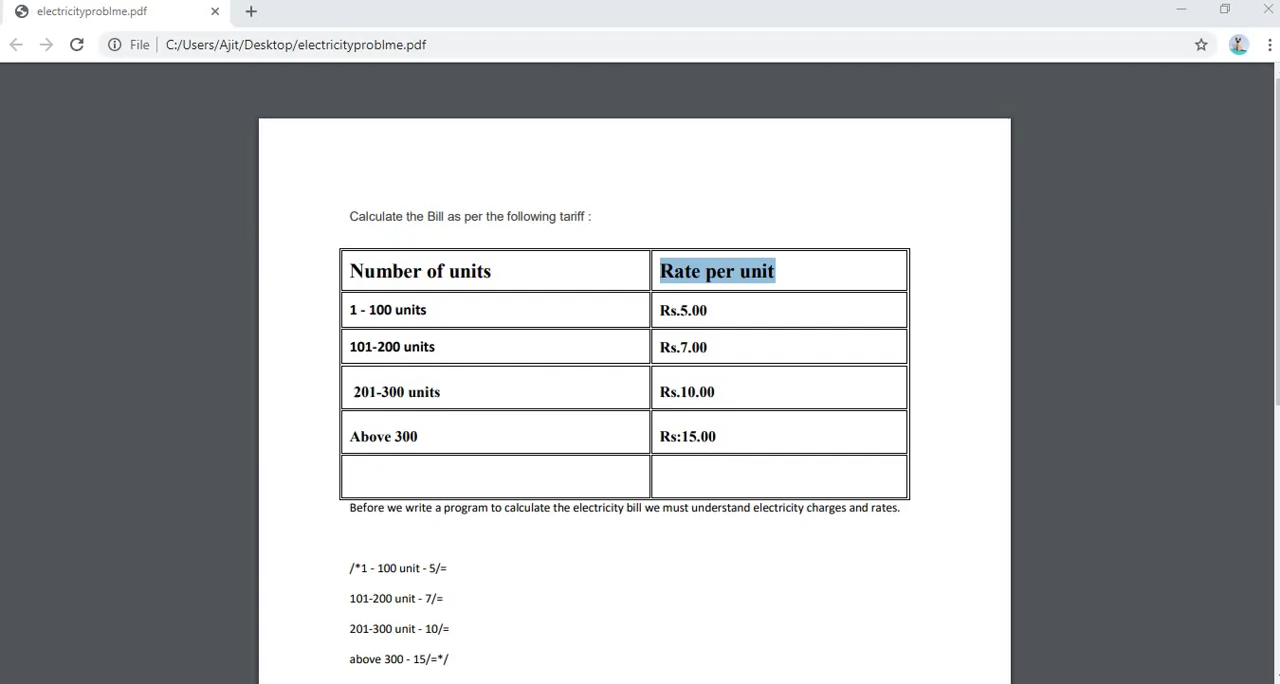 electricityproblme.pdf
File C:/Users/Ajit/Desktop/electricityproblme.pdf
Calculate the Bill as per the following tariff :
Number of units Rate per unit
1 - 100 units Rs.5.00
101-200 units Rs.7.00
201-300 units Rs.10.00
Above 300 Rs:15.00
Before we write a program to calculate the electricity bill we must understand electricity charges and rates.
/*1 - 100 unit - 5/=
101-200 unit - 7/=
201-300 unit - 10/=
above 300 - 15/=*/